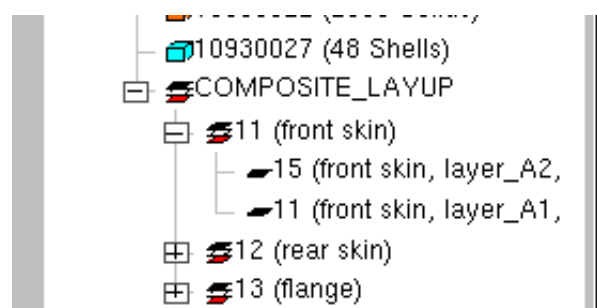 10930027 (48 Shells)
COMPOSITE_LAYUP
11 (front skin)
15 (front skin, layer_A2,
11 (front skin, layer_A1,
12 (rear skin)
13 (flange)